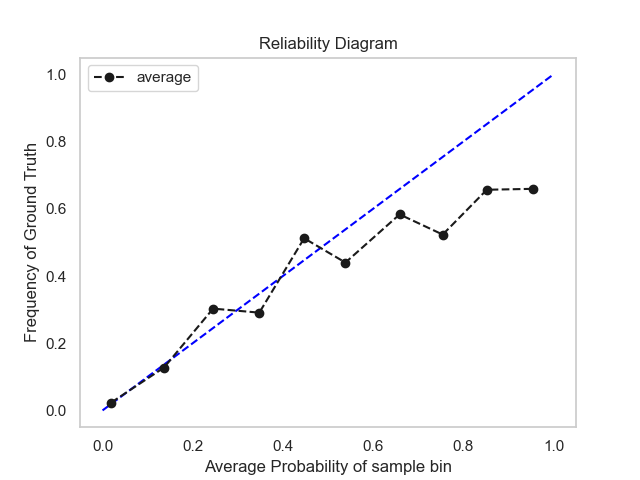 Reliability Diagram
average
1.0
0.8
0.6
0.4
0.2
0.0
Frequency of Ground Truth
0.0 0.2 0.4 0.6 0.8 1.0
Average Probability of sample bin